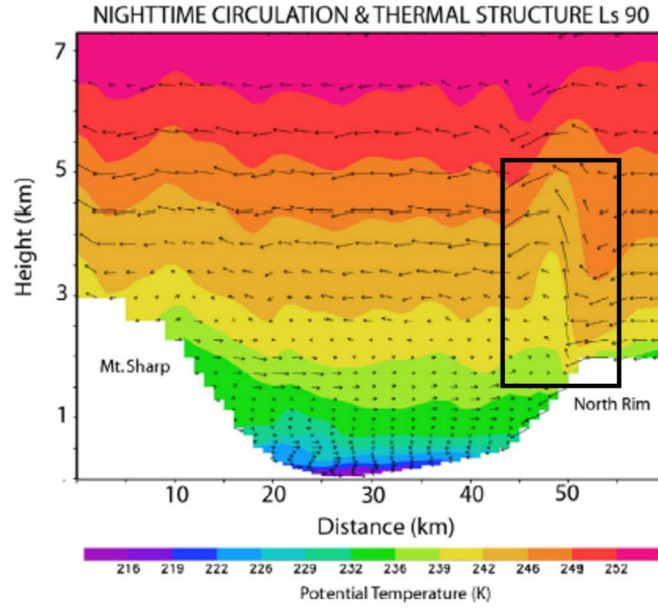 NIGHTTIME CIRCULATION & THERMAL STRUCTURE Ls 90
7
5
3
1
Height (km)
Mt. Sharp
North Rim
10 20 30 40 50
Distance (km)
216 219 222 226 229 232 236 239 242 246 249 252
Potential Temperature (K)